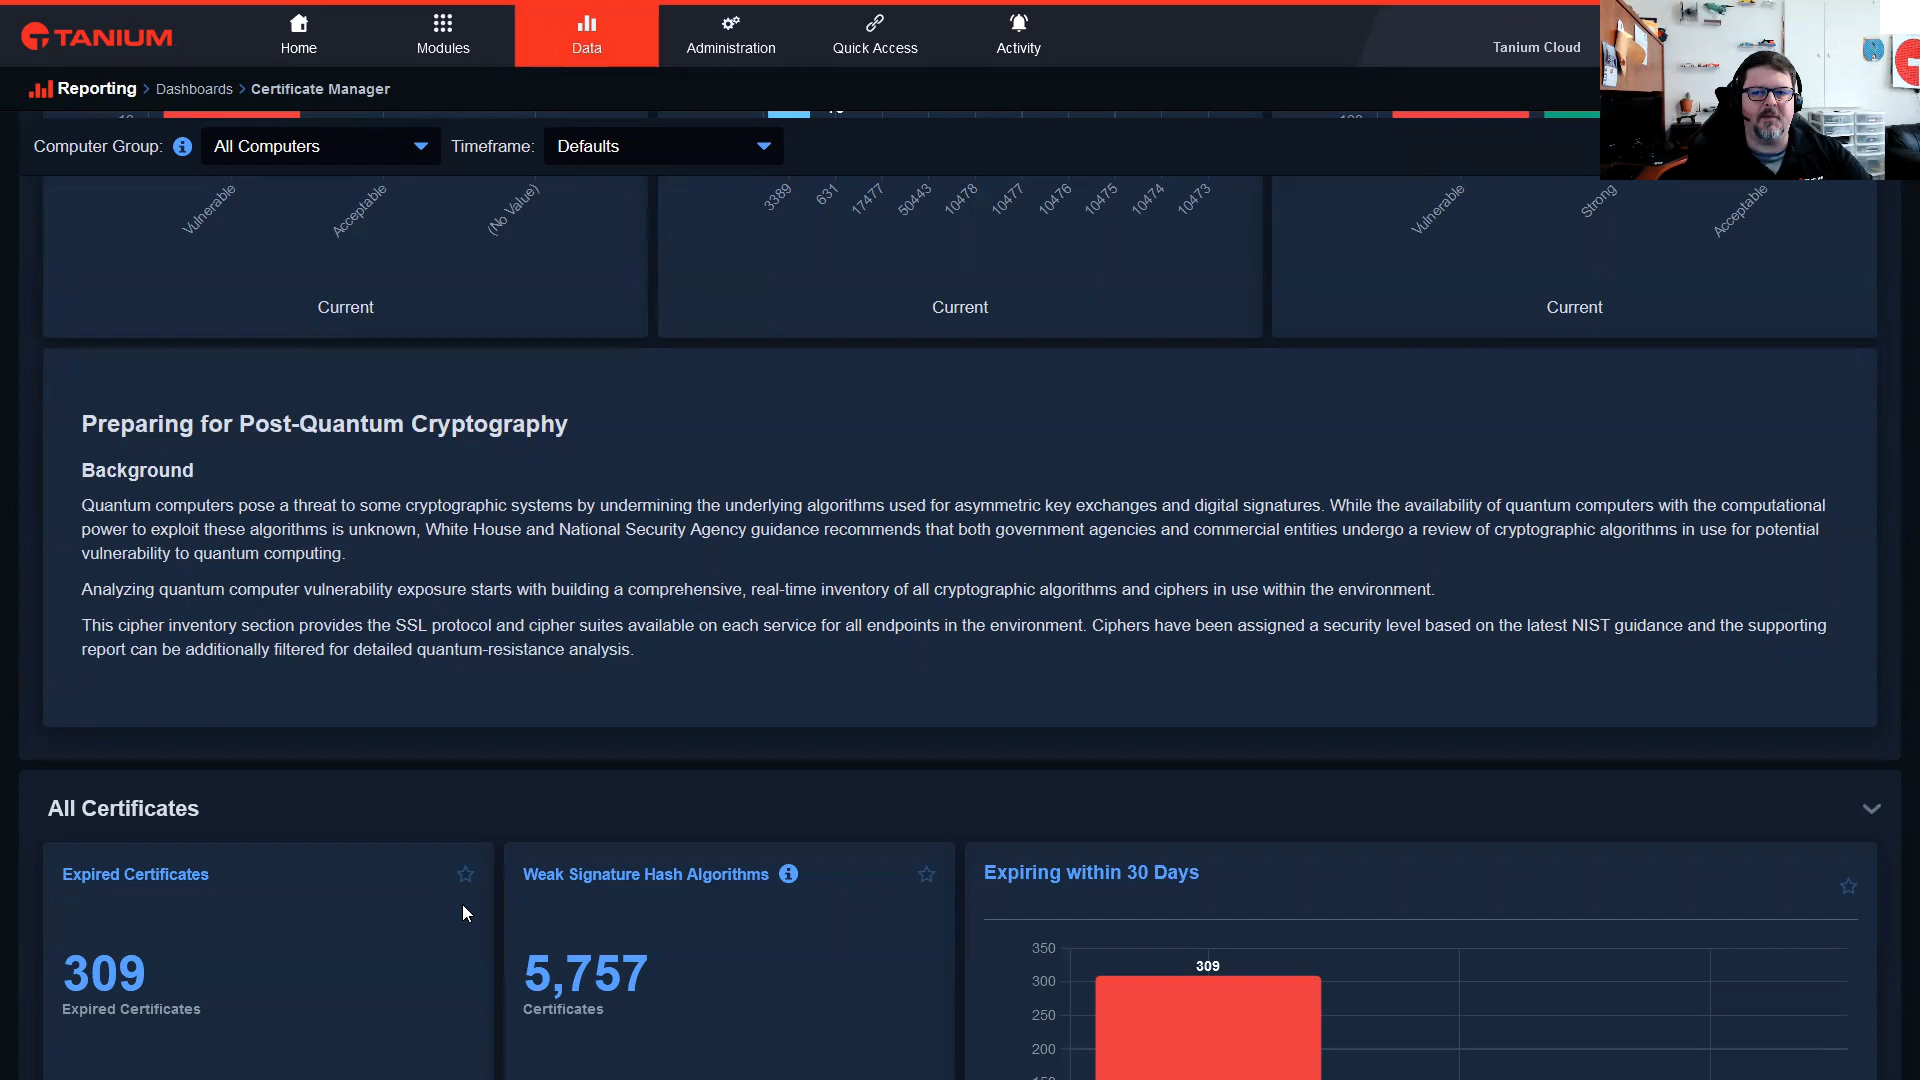 TANIUM
Home
Modules
Data
Administration
Quick Access
Activity
Tanium Cloud
Reporting > Dashboards > Certificate Manager
Computer Group: All Computers Timeframe: Defaults
Vulnerable
Acceptable
(No Value)
3389
631
17477
50443
10478
10477
10476
10475
10474
10473
Vulnerable
Strong
Acceptable
Current
Current
Current
Preparing for Post-Quantum Cryptography
Background
Quantum computers pose a threat to some cryptographic systems by undermining the underlying algorithms used for asymmetric key exchanges and digital signatures. While the availability of quantum computers with the computational
power to exploit these algorithms is unknown, White House and National Security Agency guidance recommends that both government agencies and commercial entities undergo a review of cryptographic algorithms in use for potential
vulnerability to quantum computing.
Analyzing quantum computer vulnerability exposure starts with building a comprehensive, real-time inventory of all cryptographic algorithms and ciphers in use within the environment.
This cipher inventory section provides the SSL protocol and cipher suites available on each service for all endpoints in the environment. Ciphers have been assigned a security level based on the latest NIST guidance and the supporting
report can be additionally filtered for detailed quantum-resistance analysis.
All Certificates
Expired Certificates
309
Expired Certificates
Weak Signature Hash Algorithms
5,757
Certificates
Expiring within 30 Days
350
309
300
250
200